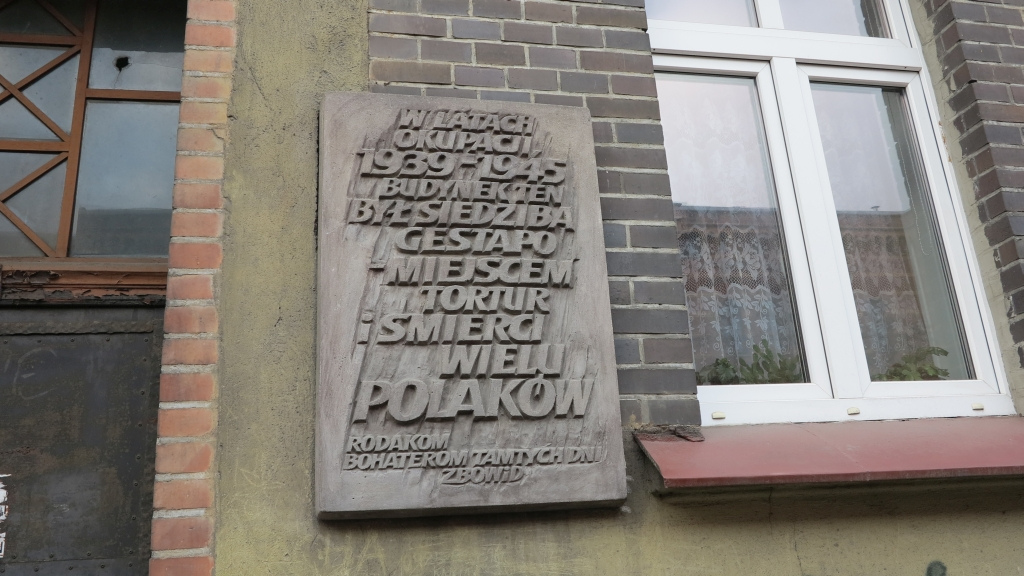 W LATACH
OKUPACJI
1939-1945
BUDYNEK TEN
BYŁ SIEDZIBĄ
GESTAPO
-MIEJSCEM
TORTUR
i ŚMIERCI
WIELU
POLAKÓW
RODAKOM
BOHATEROM TAMTYCH DNI
ZBOWiD